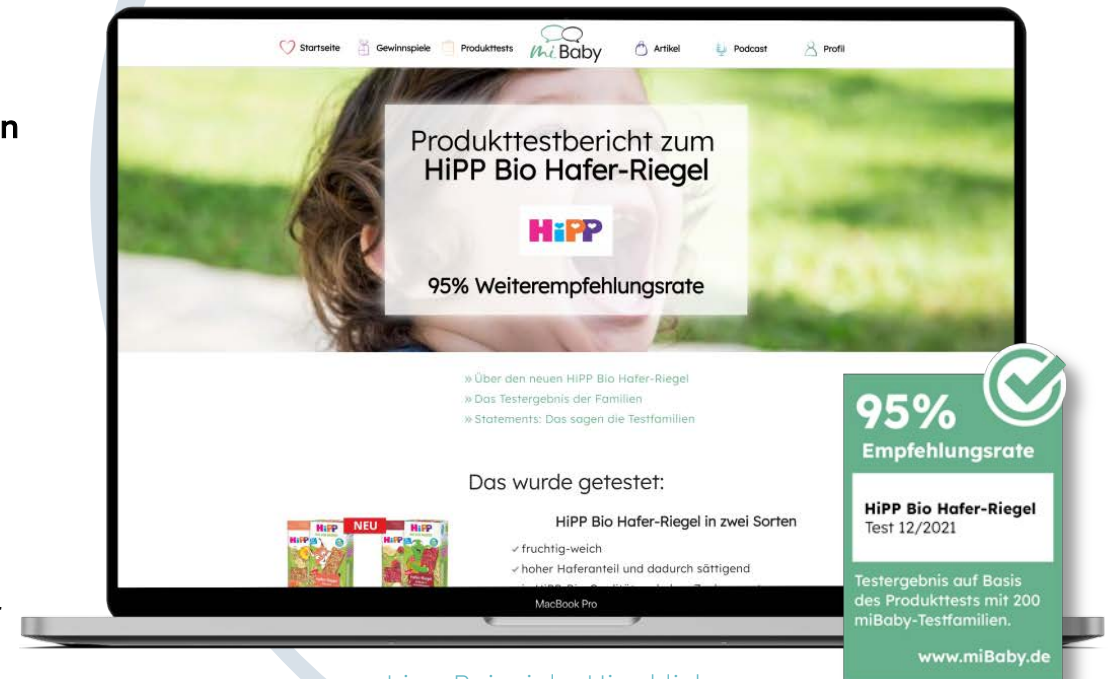 n
Startseite
Gewinnspiele
Produkttests
mi Baby
Artikel
Podcast
Profil
Produkttestbericht zum
HiPP Bio Hafer-Riegel
HiPP
95% Weiterempfehlungsrate
» Über den neuen HiPP Bio Hafer-Riegel
» Das Testergebnis der Familien
» Statements: Das sagen die Testfamilien
Das wurde getestet:
HiPP Bio Hafer-Riegel in zwei Sorten
HiPP
NEU
HiPP
HiPP
✓ fruchtig-weich
✓ hoher Haferanteil und dadurch sättigend
MacBook Pro
95%
Empfehlungsrate
HiPP Bio Hafer-Riegel
Test 12/2021
Testergebnis auf Basis
des Produkttests mit 200
miBaby-Testfamilien.
www.miBaby.de